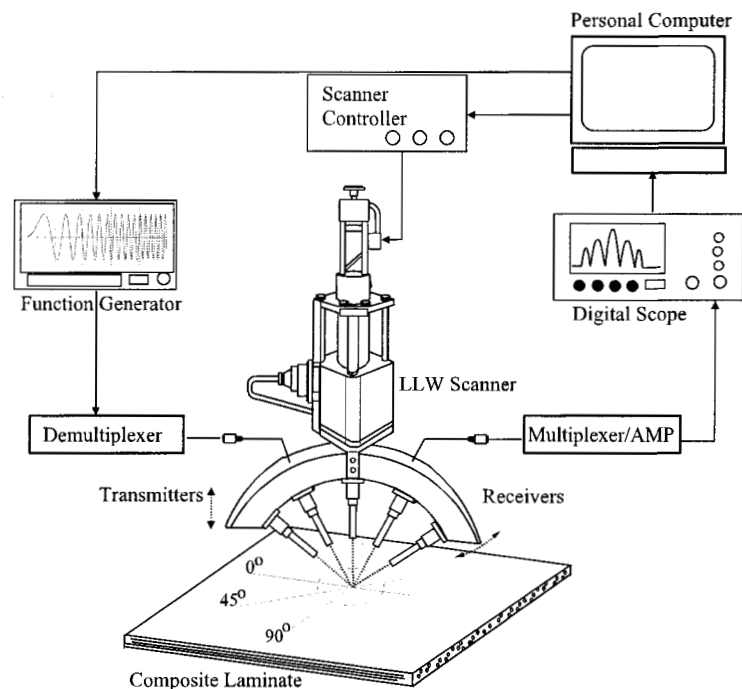 Personal Computer
Scanner
Controller
Function Generator
Digital Scope
LLW Scanner
Demultiplexer
Multiplexer/AMP
Transmitters
Receivers
0°
45°
90°
Composite Laminate